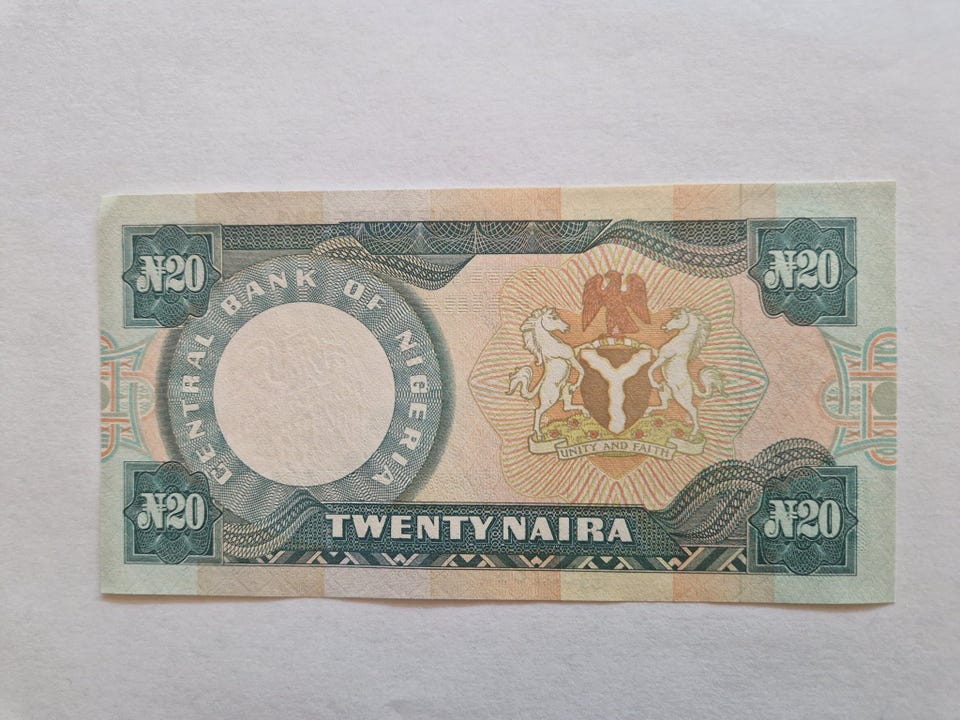 ₦20
₦20
CENTRAL BANK OF NIGERIA
UNITY AND FAITH
₦20
TWENTY NAIRA
₦20